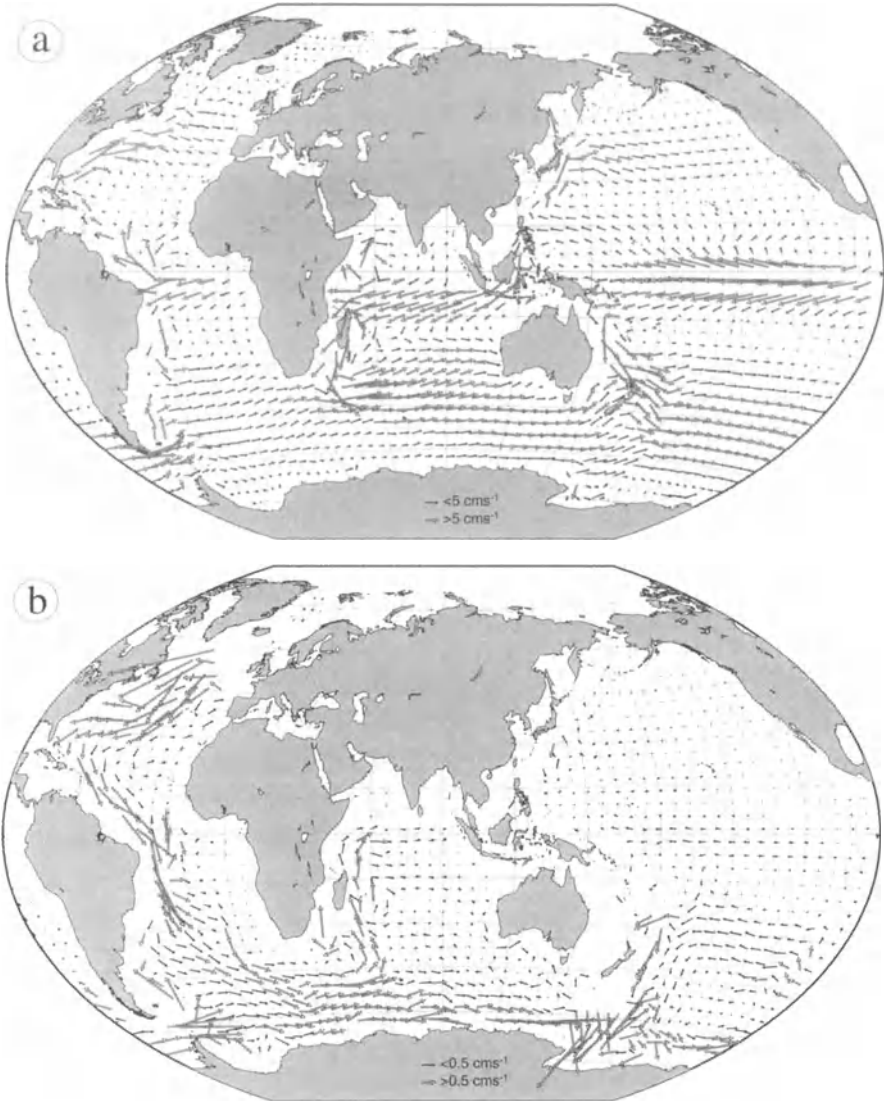 a
→ <5 cms⁻¹
⇒ >5 cms⁻¹
b
→ <0.5 cms⁻¹
⇒ >0.5 cms⁻¹